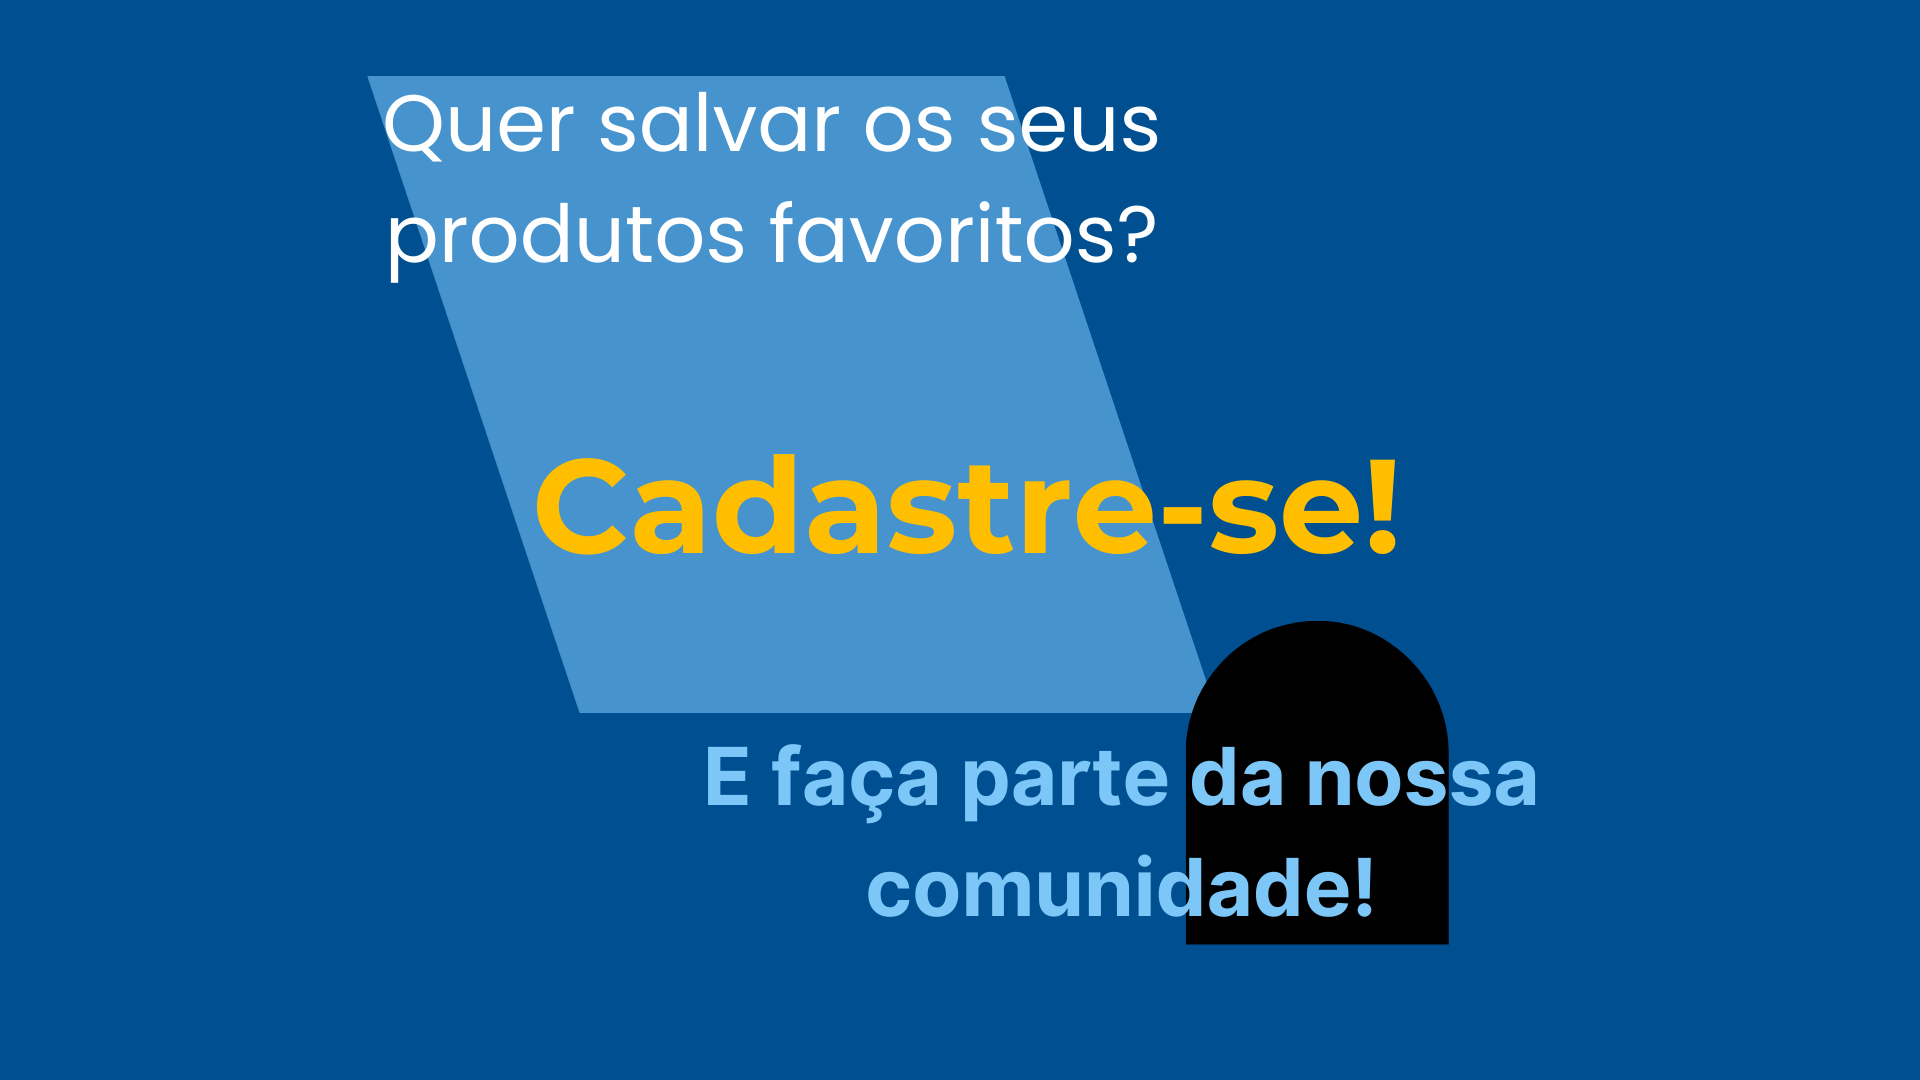 Quer salvar os seus
produtos favoritos?
Cadastre-se!
E faça parte da nossa
comunidade!